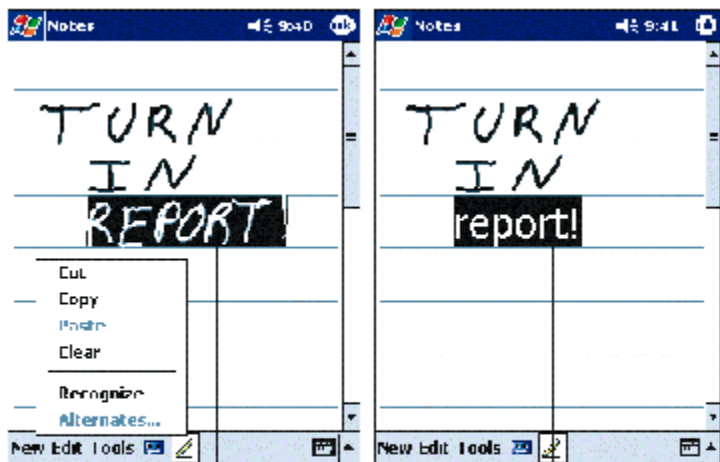 Notes 9:40 ok
TURN
IN
REPORT
Cut
Copy
Paste
Clear
Recognize
Alternates...
New Edit Tools
Notes 9:41
TURN
IN
report!
New Edit Tools